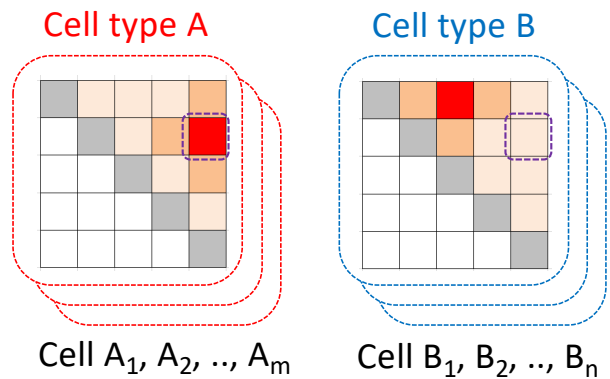 Cell type A
Cell type B
Cell A₁, A₂, .., Aₘ
Cell B₁, B₂, .., Bₙ